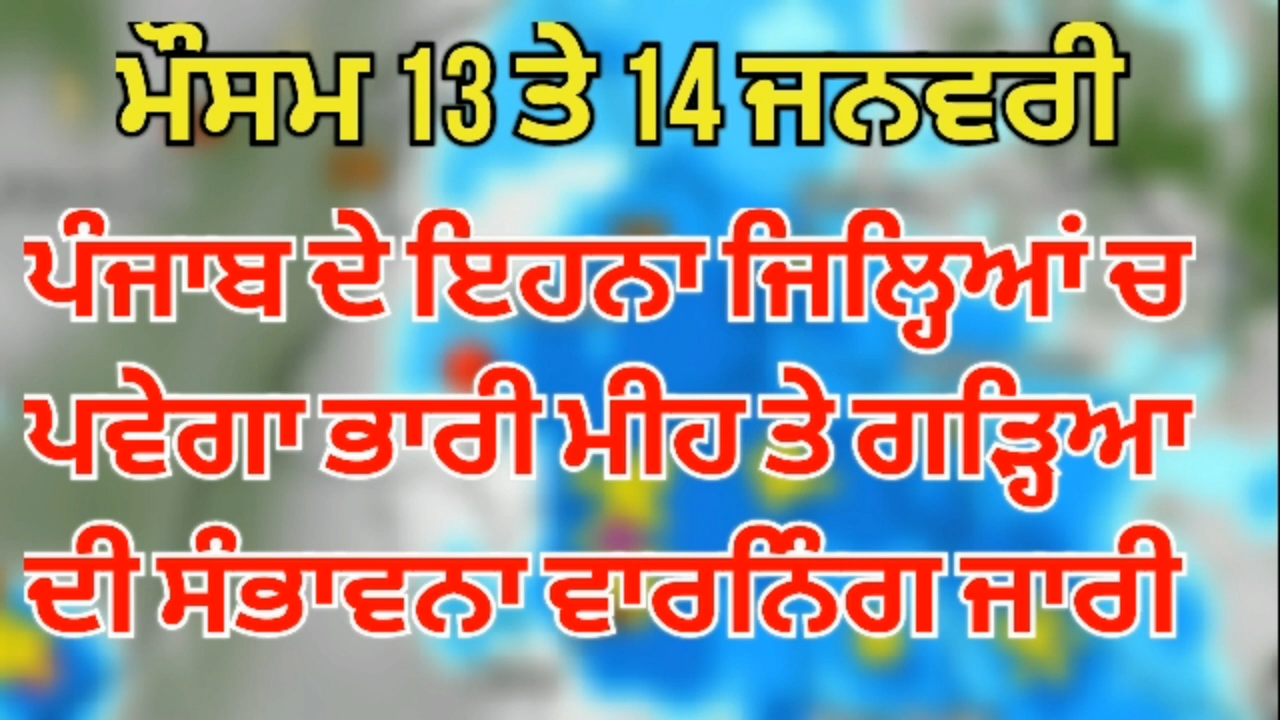 ਮੌਸਮ 13 ਤੇ 14 ਜਨਵਰੀ
ਪੰਜਾਬ ਦੇ ਇਹਨਾ ਜਿਲ੍ਹਿਆਂ ਚ
ਪਵੇਗਾ ਭਾਰੀ ਮੀਹ ਤੇ ਗੜ੍ਹਿਆ
ਦੀ ਸੰਭਾਵਨਾ ਵਾਰਨਿੰਗ ਜਾਰੀ